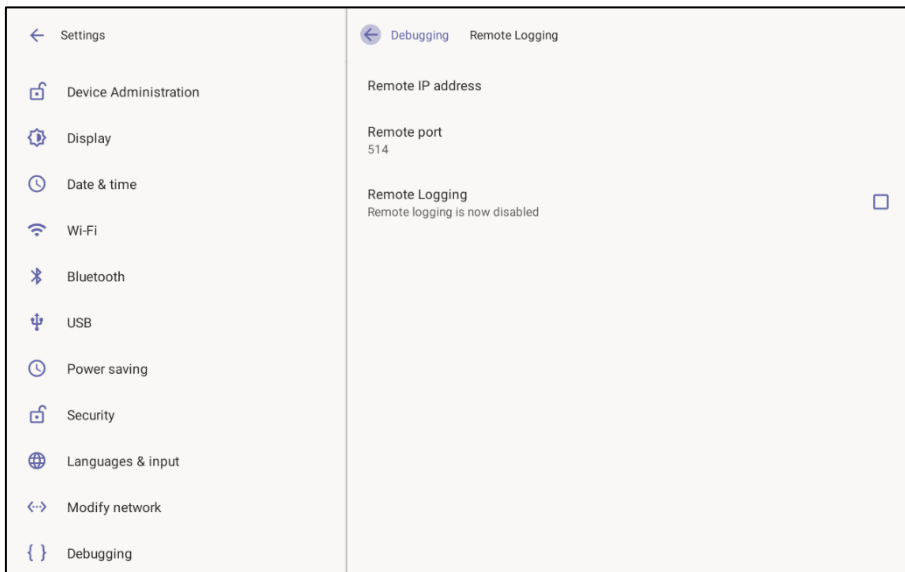 Settings
Device Administration
Display
Date & time
Wi-Fi
Bluetooth
USB
Power saving
Security
Languages & input
Modify network
Debugging
Debugging Remote Logging
Remote IP address
Remote port
514
Remote Logging
Remote logging is now disabled